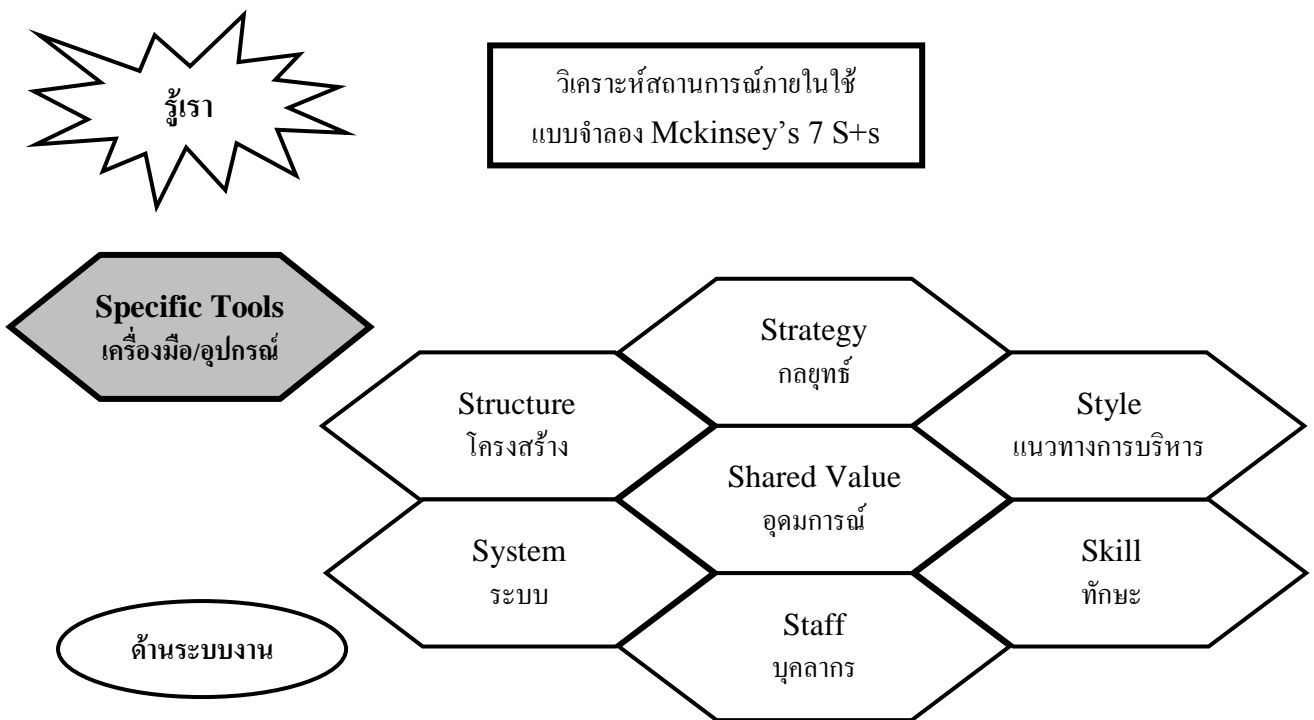 รู้เรา
วิเคราะห์สถานการณ์ภายในใช้
แบบจำลอง Mckinsey’s 7 S+s
Specific Tools
เครื่องมือ/อุปกรณ์
Strategy
กลยุทธ์
Structure
โครงสร้าง
Style
แนวทางการบริหาร
Shared Value
อุดมการณ์
System
ระบบ
Skill
ทักษะ
Staff
บุคลากร
ด้านระบบงาน